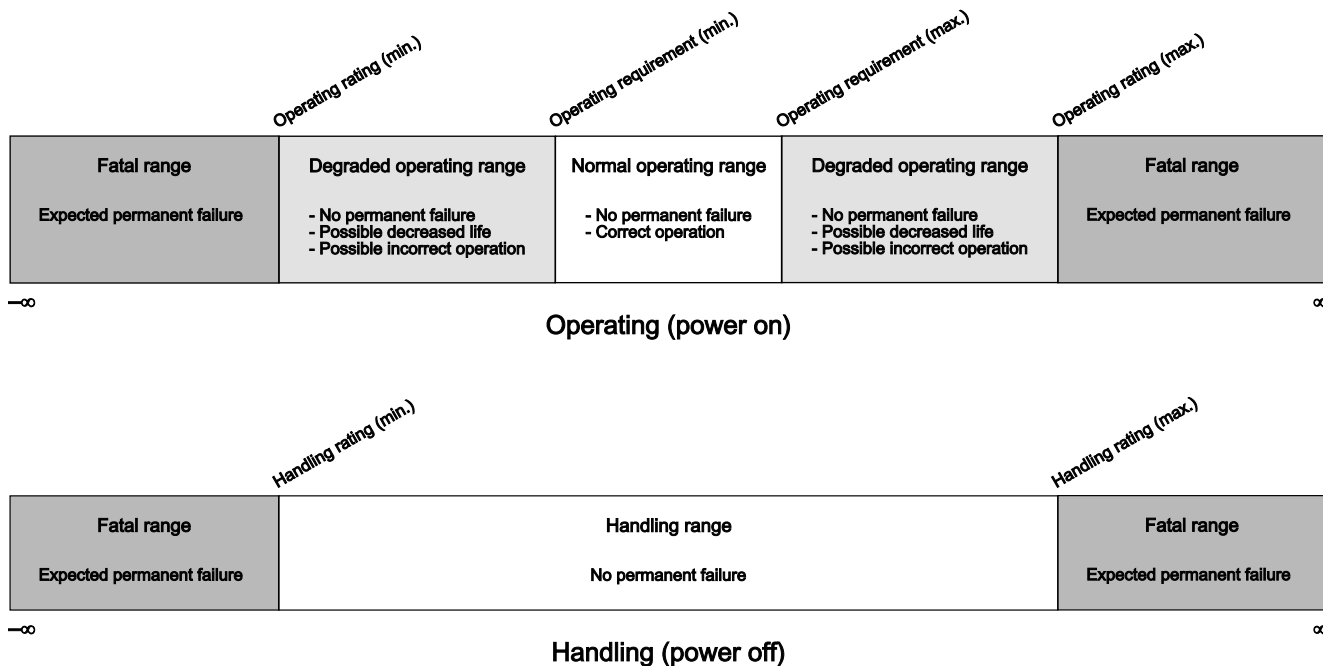 Operating rating (min.)
Operating requirement (min.)
Operating requirement (max.)
Operating rating (max.)
Fatal range
Degraded operating range
Normal operating range
Degraded operating range
Fatal range
Expected permanent failure
- No permanent failure
- Possible decreased life
- Possible incorrect operation
- No permanent failure
- Correct operation
- No permanent failure
- Possible decreased life
- Possible incorrect operation
Expected permanent failure
–∞
∞
Operating (power on)
Handling rating (min.)
Handling rating (max.)
Fatal range
Handling range
Fatal range
Expected permanent failure
No permanent failure
Expected permanent failure
–∞
∞
Handling (power off)